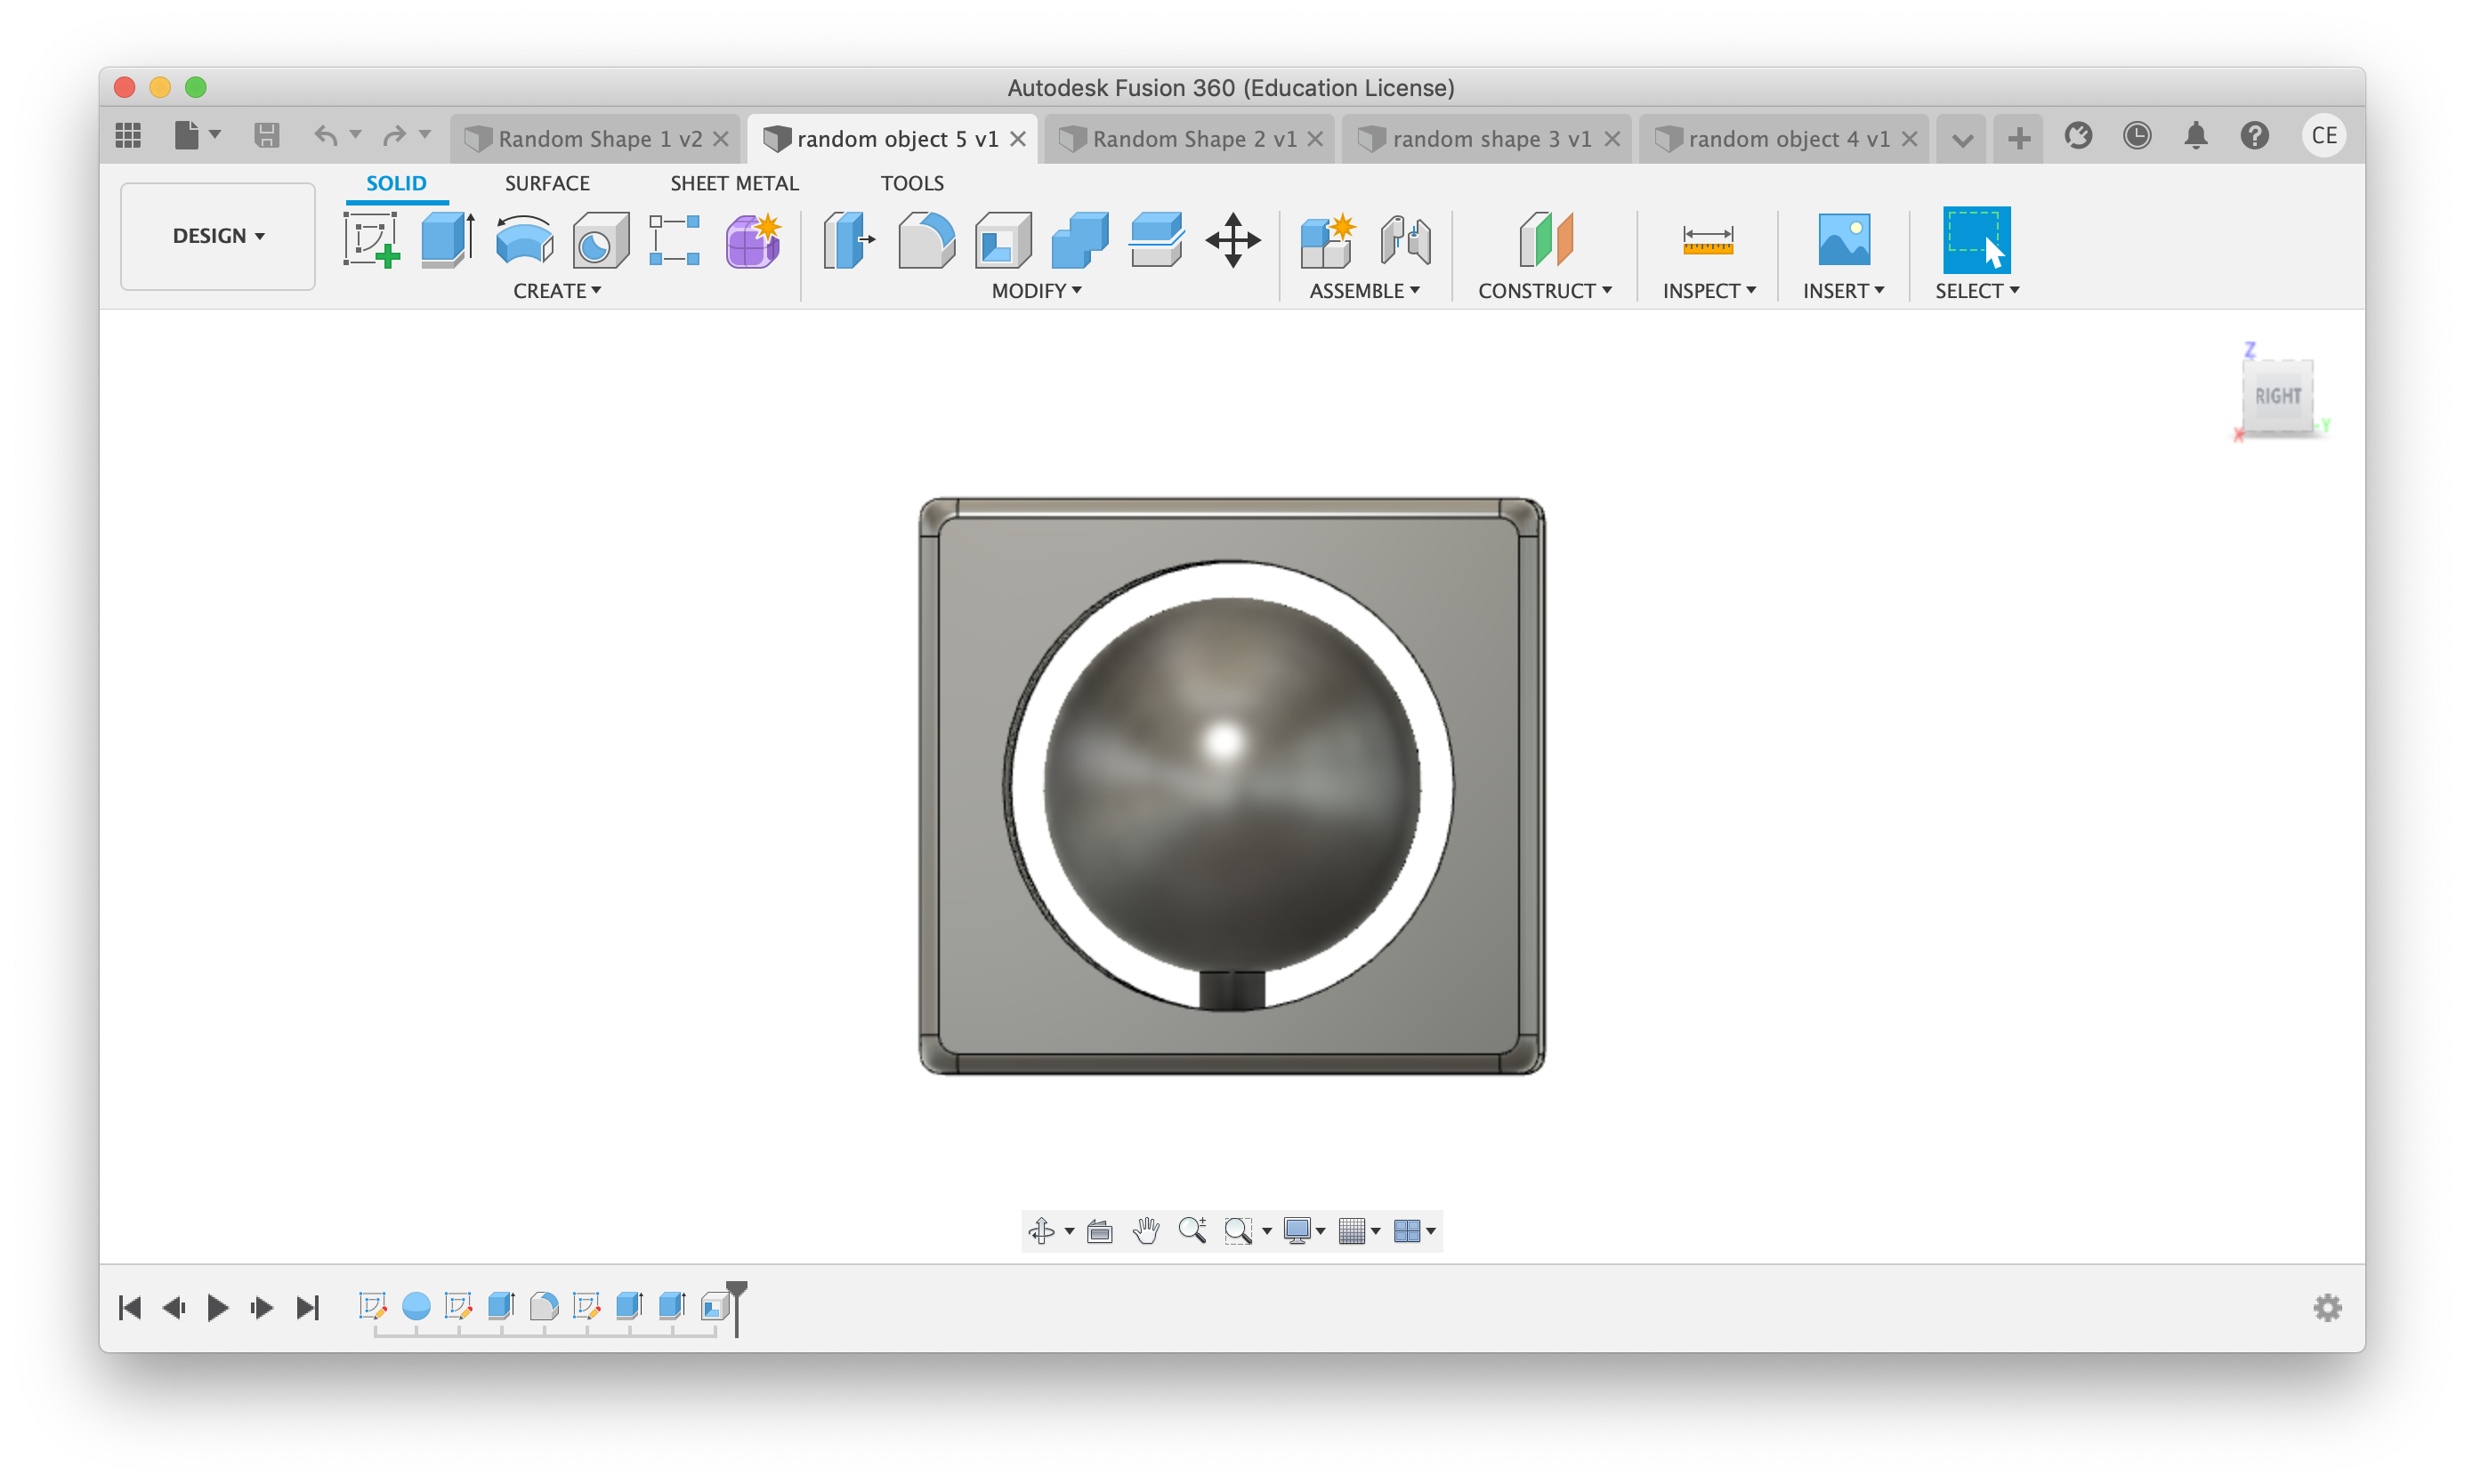 Autodesk Fusion 360 (Education License)
Random Shape 1 v2
random object 5 v1
Random Shape 2 v1
random shape 3 v1
random object 4 v1
CE
SOLID
SURFACE
SHEET METAL
TOOLS
DESIGN
CREATE
MODIFY
ASSEMBLE
CONSTRUCT
INSPECT
INSERT
SELECT
Z
RIGHT
X
-Y